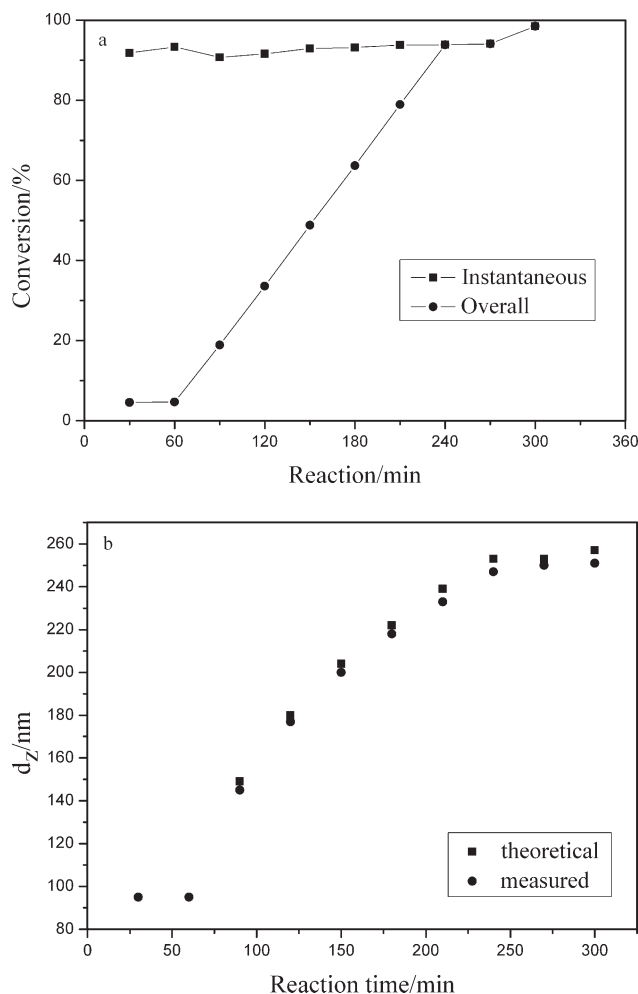 a
100
80
60
40
20
0
Conversion/%
Instantaneous
Overall
0 60 120 180 240 300 360
Reaction/min
b
260
240
220
200
180
160
140
120
100
80
dZ/nm
theoretical
measured
0 50 100 150 200 250 300
Reaction time/min